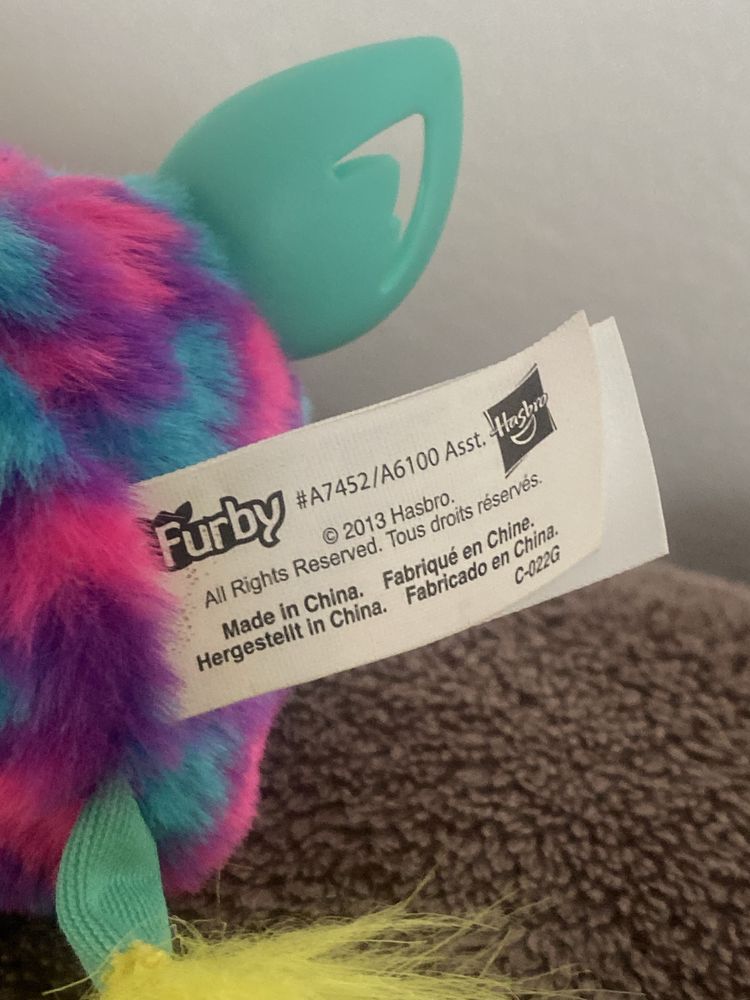 Furby #A7452/A6100 Asst. Hasbro
© 2013 Hasbro.
All Rights Reserved. Tous droits réservés.
Made in China. Fabriqué en Chine.
Hergestellt in China. Fabricado en China.
C-022G